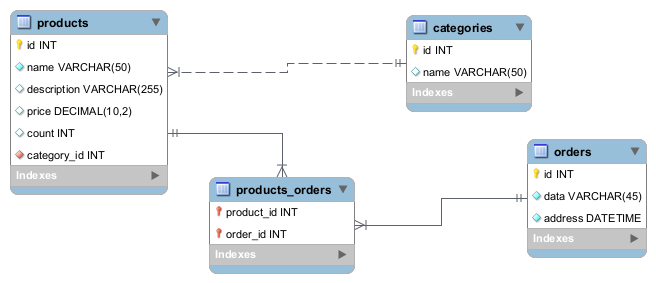 products
id INT
name VARCHAR(50)
description VARCHAR(255)
price DECIMAL(10,2)
count INT
category_id INT
Indexes
categories
id INT
name VARCHAR(50)
Indexes
products_orders
product_id INT
order_id INT
Indexes
orders
id INT
data VARCHAR(45)
address DATETIME
Indexes